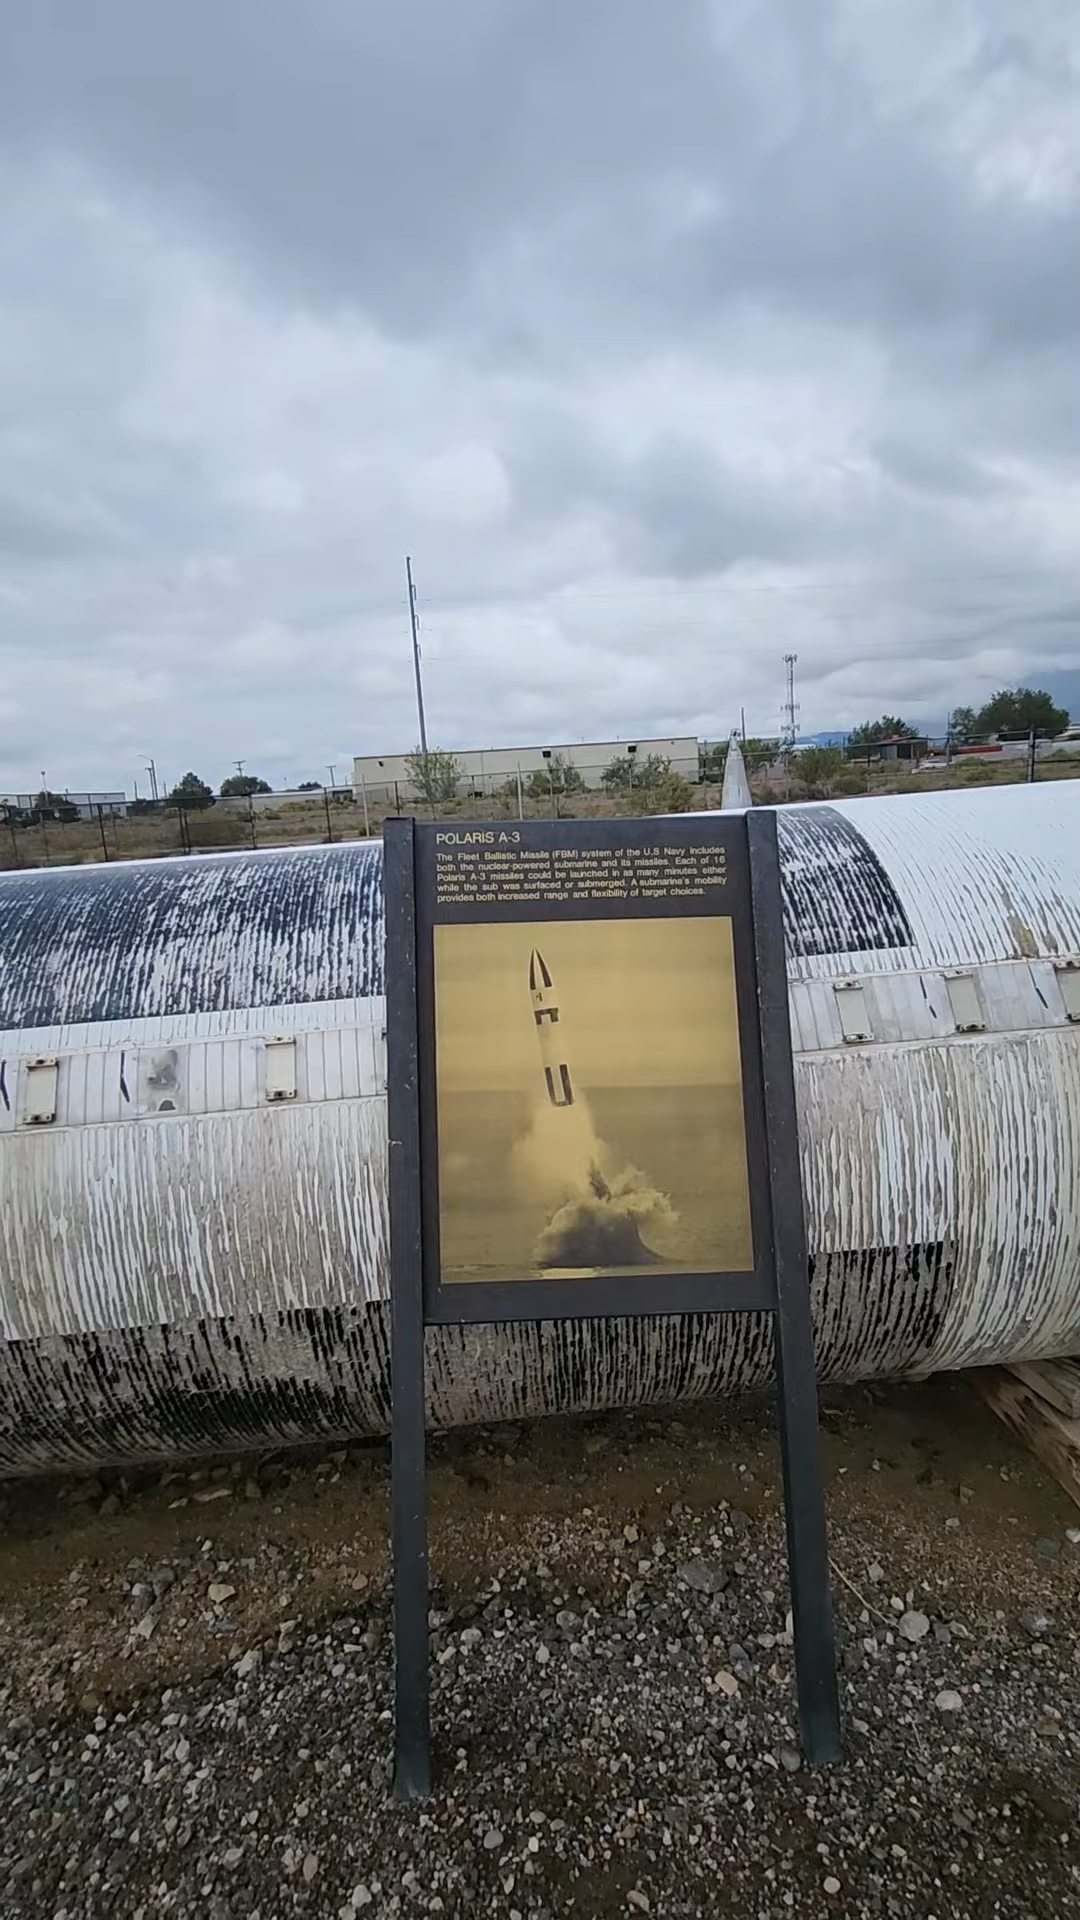 POLARIS A-3
The Fleet Ballistic Missile (FBM) system of the U.S Navy includes
both the nuclear-powered submarine and its missiles. Each of 16
Polaris A-3 missiles could be launched in as many minutes either
while the sub was surfaced or submerged. A submarine's mobility
provides both increased range and flexibility of target choices.